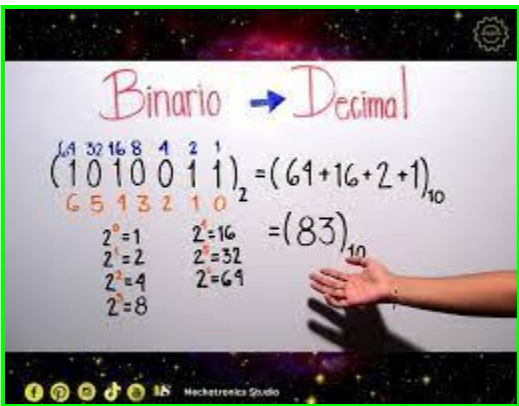 Binario → Decimal
64 32 16 8 4 2 1
(1 0 1 0 0 1 1)₂ = (64+16+2+1)₁₀
6 5 4 3 2 1 0
= (83)₁₀
2⁰=1
2¹=2
2²=4
2³=8
2⁴=16
2⁵=32
2⁶=64
Mechatronics Studio